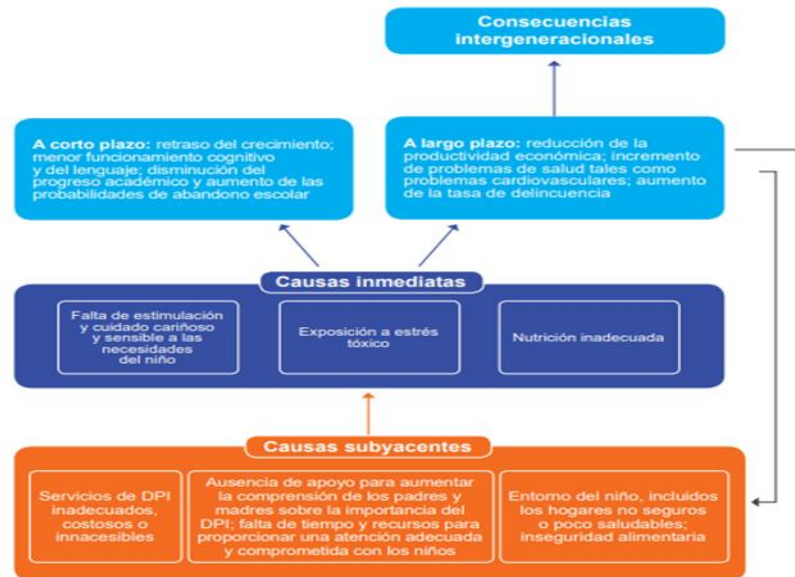 Consecuencias
intergeneracionales
A corto plazo: retraso del crecimiento;
menor funcionamiento cognitivo
y del lenguaje; disminución del
progreso académico y aumento de las
probabilidades de abandono escolar
A largo plazo: reducción de la
productividad económica; incremento
de problemas de salud tales como
problemas cardiovasculares; aumento
de la tasa de delincuencia
Causas inmediatas
Falta de estimulación
y cuidado cariñoso
y sensible a las
necesidades
del niño
Exposición a estrés
tóxico
Nutrición inadecuada
Causas subyacentes
Servicios de DPI
inadecuados,
costosos o
innacesibles
Ausencia de apoyo para aumentar
la comprensión de los padres y
madres sobre la importancia del
DPI; falta de tiempo y recursos para
proporcionar una atención adecuada
y comprometida con los niños
Entorno del niño, incluidos
los hogares no seguros
o poco saludables;
inseguridad alimentaria